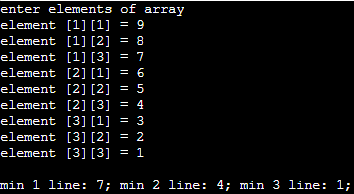 enter elements of array
element [1][1] = 9
element [1][2] = 8
element [1][3] = 7
element [2][1] = 6
element [2][2] = 5
element [2][3] = 4
element [3][1] = 3
element [3][2] = 2
element [3][3] = 1
min 1 line: 7; min 2 line: 4; min 3 line: 1;